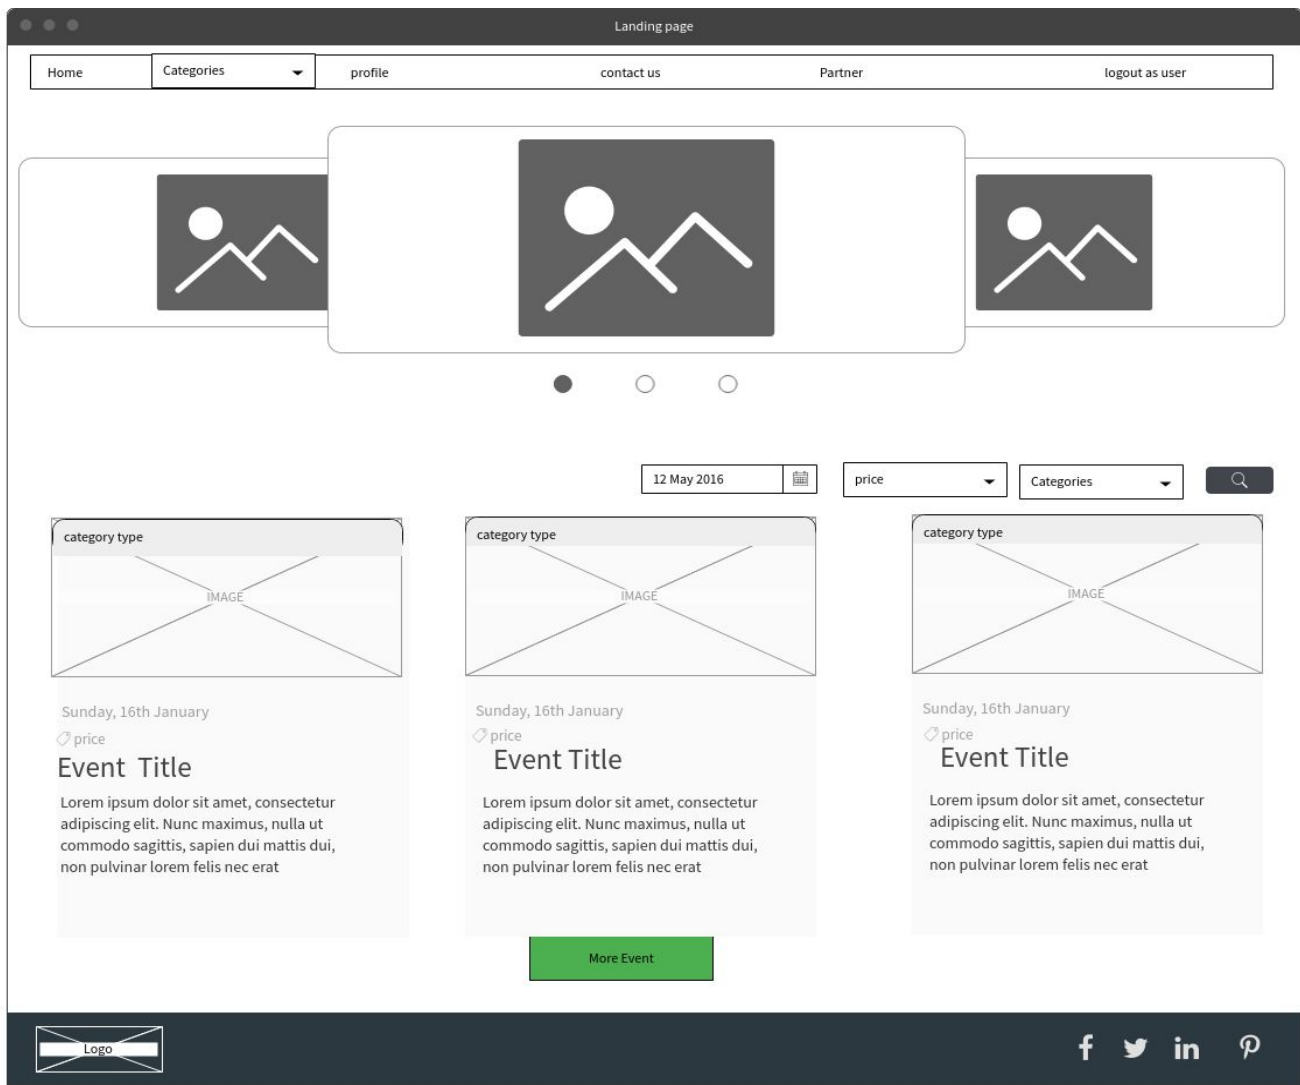 Landing page
Home
Categories
profile
contact us
Partner
logout as user
12 May 2016
price
Categories
category type
IMAGE
Sunday, 16th January
price
Event Title
Lorem ipsum dolor sit amet, consectetur
adipiscing elit. Nunc maximus, nulla ut
commodo sagittis, sapien dui mattis dui,
non pulvinar lorem felis nec erat
category type
IMAGE
Sunday, 16th January
price
Event Title
Lorem ipsum dolor sit amet, consectetur
adipiscing elit. Nunc maximus, nulla ut
commodo sagittis, sapien dui mattis dui,
non pulvinar lorem felis nec erat
category type
IMAGE
Sunday, 16th January
price
Event Title
Lorem ipsum dolor sit amet, consectetur
adipiscing elit. Nunc maximus, nulla ut
commodo sagittis, sapien dui mattis dui,
non pulvinar lorem felis nec erat
More Event
Logo